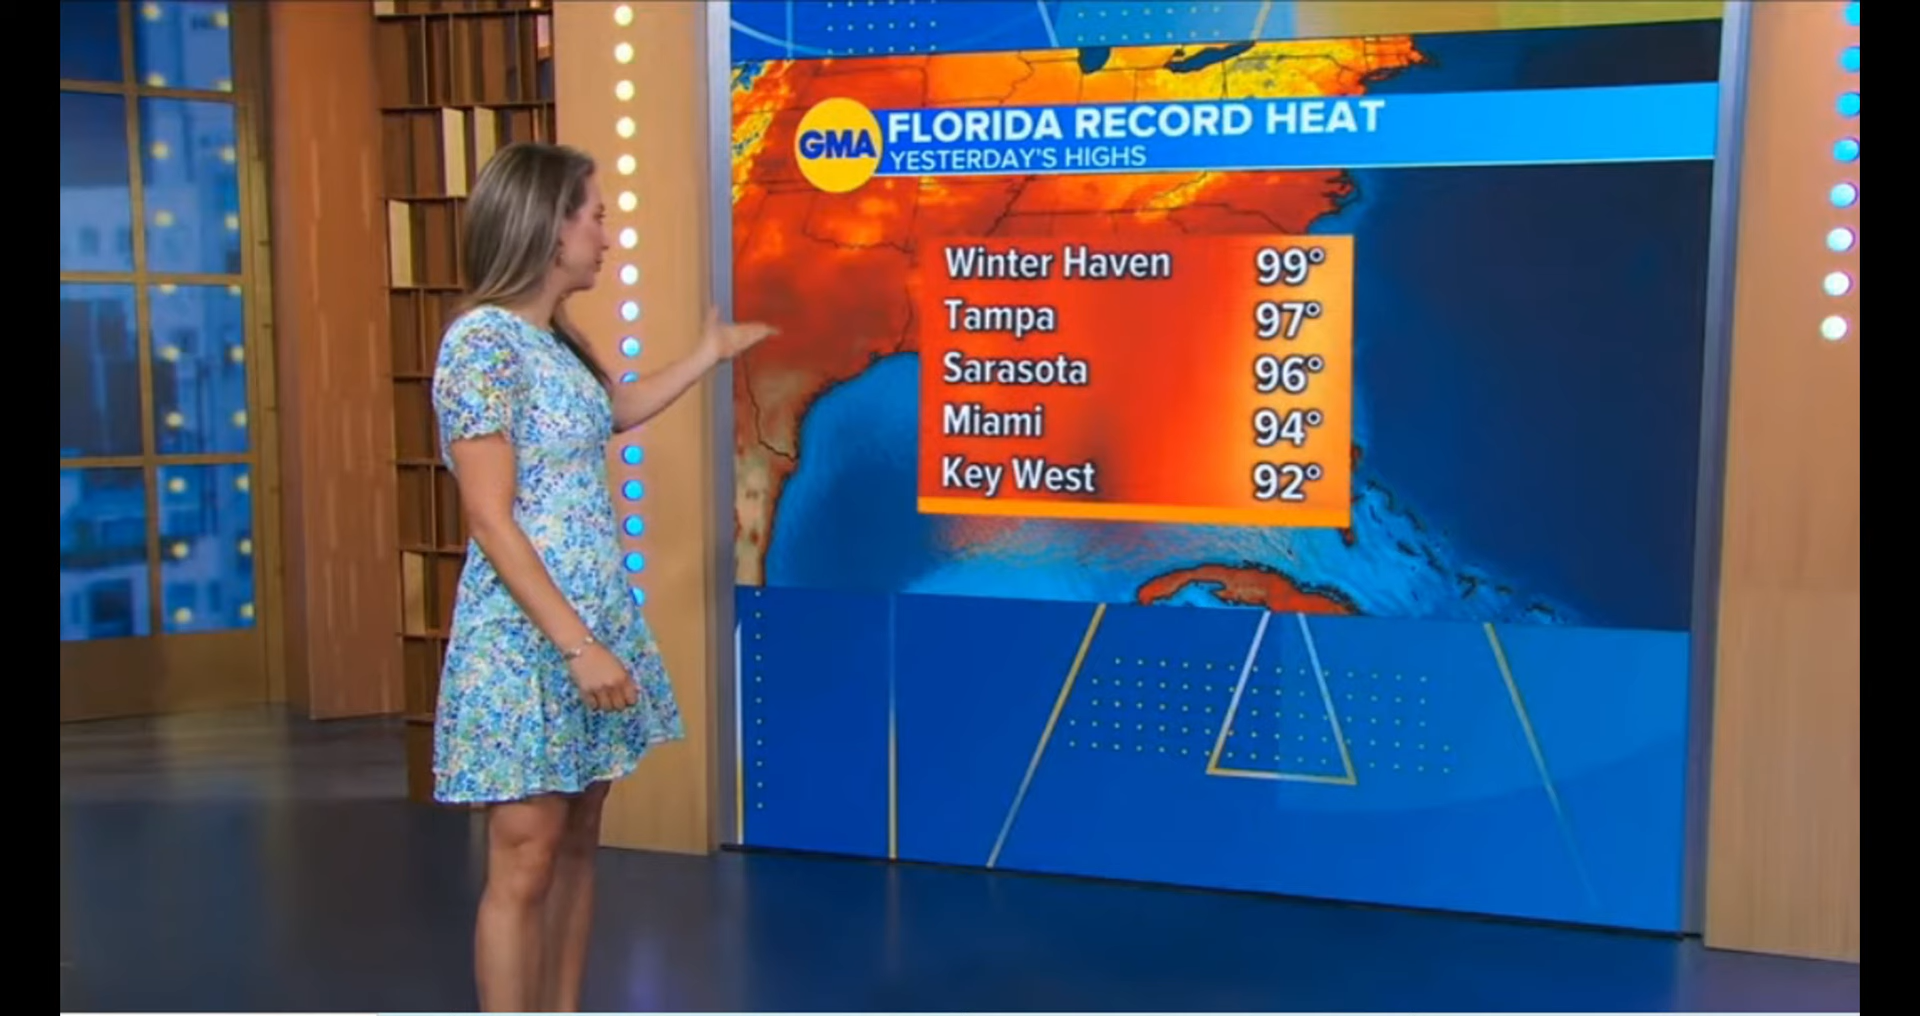 GMA
FLORIDA RECORD HEAT
YESTERDAY'S HIGHS
Winter Haven 99°
Tampa 97°
Sarasota 96°
Miami 94°
Key West 92°